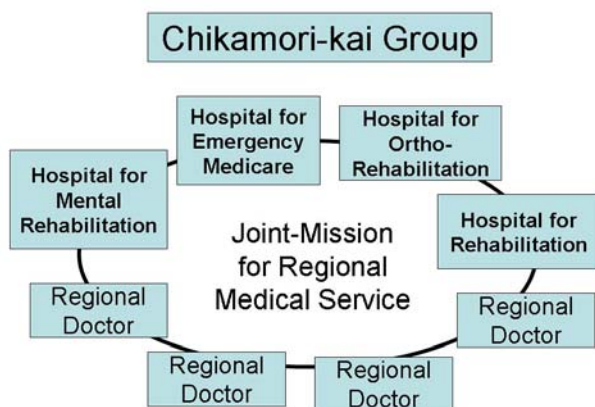 Chikamori-kai Group
Hospital for
Emergency
Medicare
Hospital for
Ortho-
Rehabilitation
Hospital for
Mental
Rehabilitation
Hospital for
Rehabilitation
Joint-Mission
for Regional
Medical Service
Regional
Doctor
Regional
Doctor
Regional
Doctor
Regional
Doctor